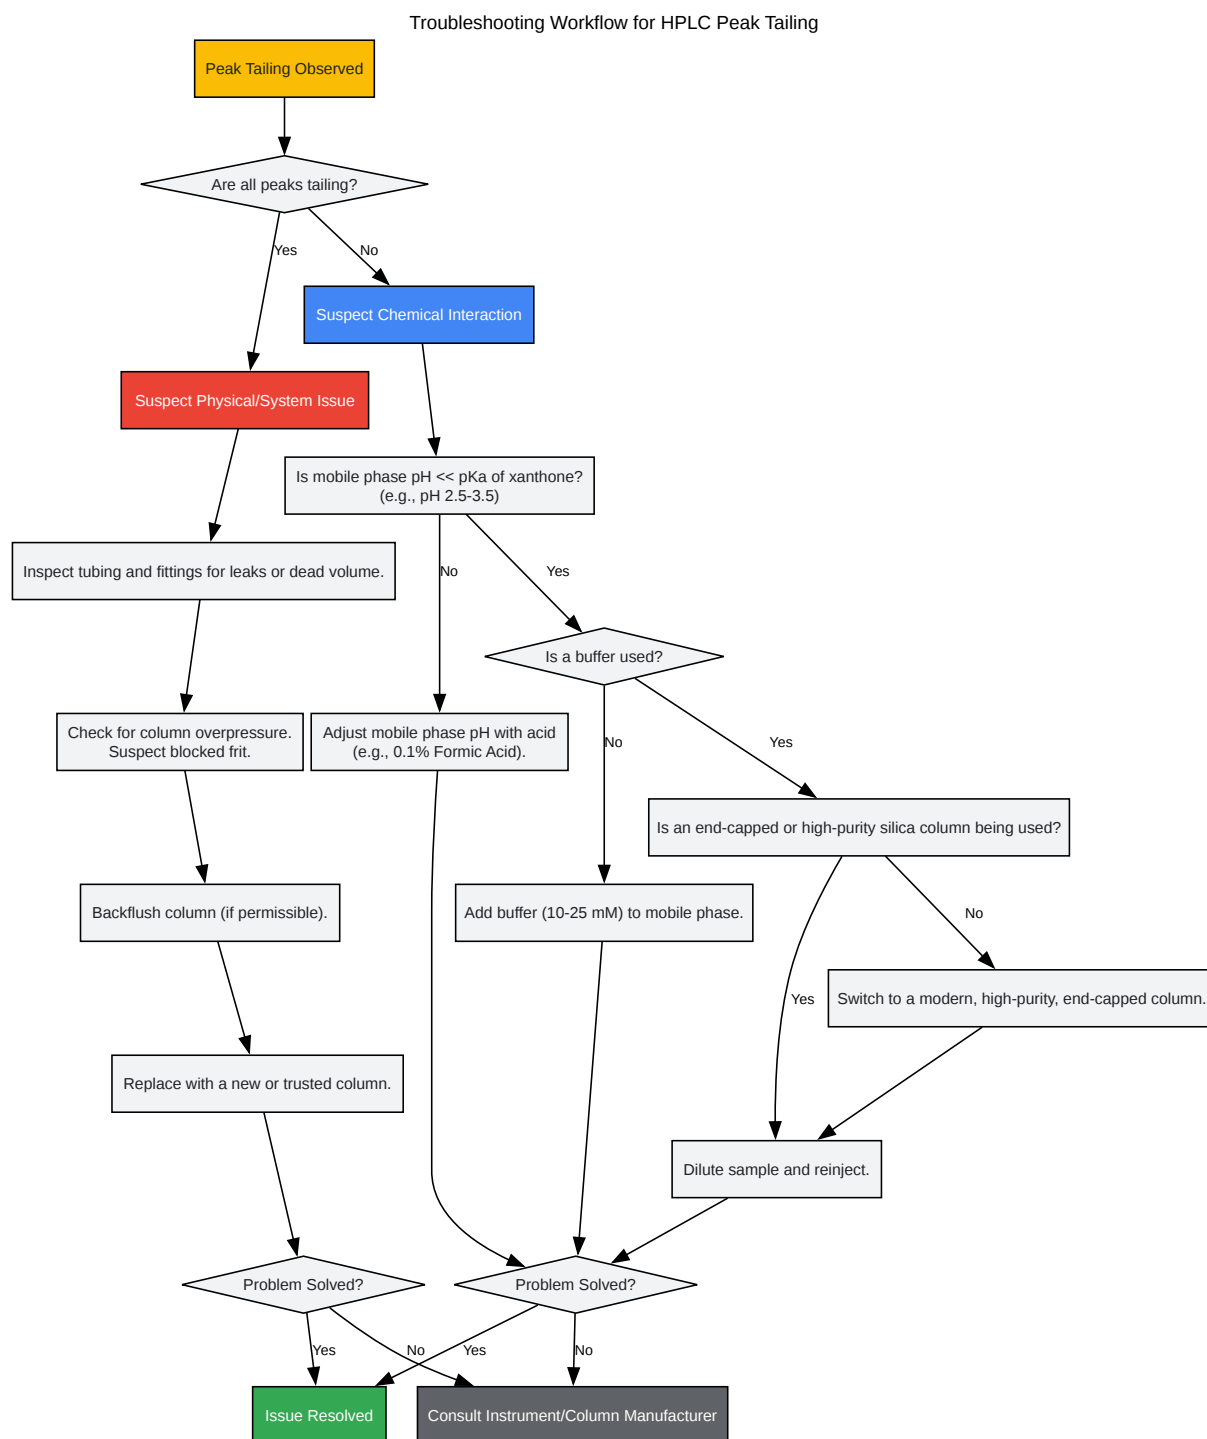 Troubleshooting Workflow for HPLC Peak Tailing
Peak Tailing Observed
Are all peaks tailing?
Yes
No
Suspect Chemical Interaction
Suspect Physical/System Issue
Is mobile phase pH << pKa of xanthone?
(e.g., pH 2.5-3.5)
Inspect tubing and fittings for leaks or dead volume.
No
Yes
Is a buffer used?
Check for column overpressure.
Suspect blocked frit.
Adjust mobile phase pH with acid
(e.g., 0.1% Formic Acid).
No
Yes
Is an end-capped or high-purity silica column being used?
Backflush column (if permissible).
Add buffer (10-25 mM) to mobile phase.
No
Yes
Switch to a modern, high-purity, end-capped column.
Replace with a new or trusted column.
Dilute sample and reinject.
Problem Solved?
Problem Solved?
Yes
No
Yes
No
Issue Resolved
Consult Instrument/Column Manufacturer